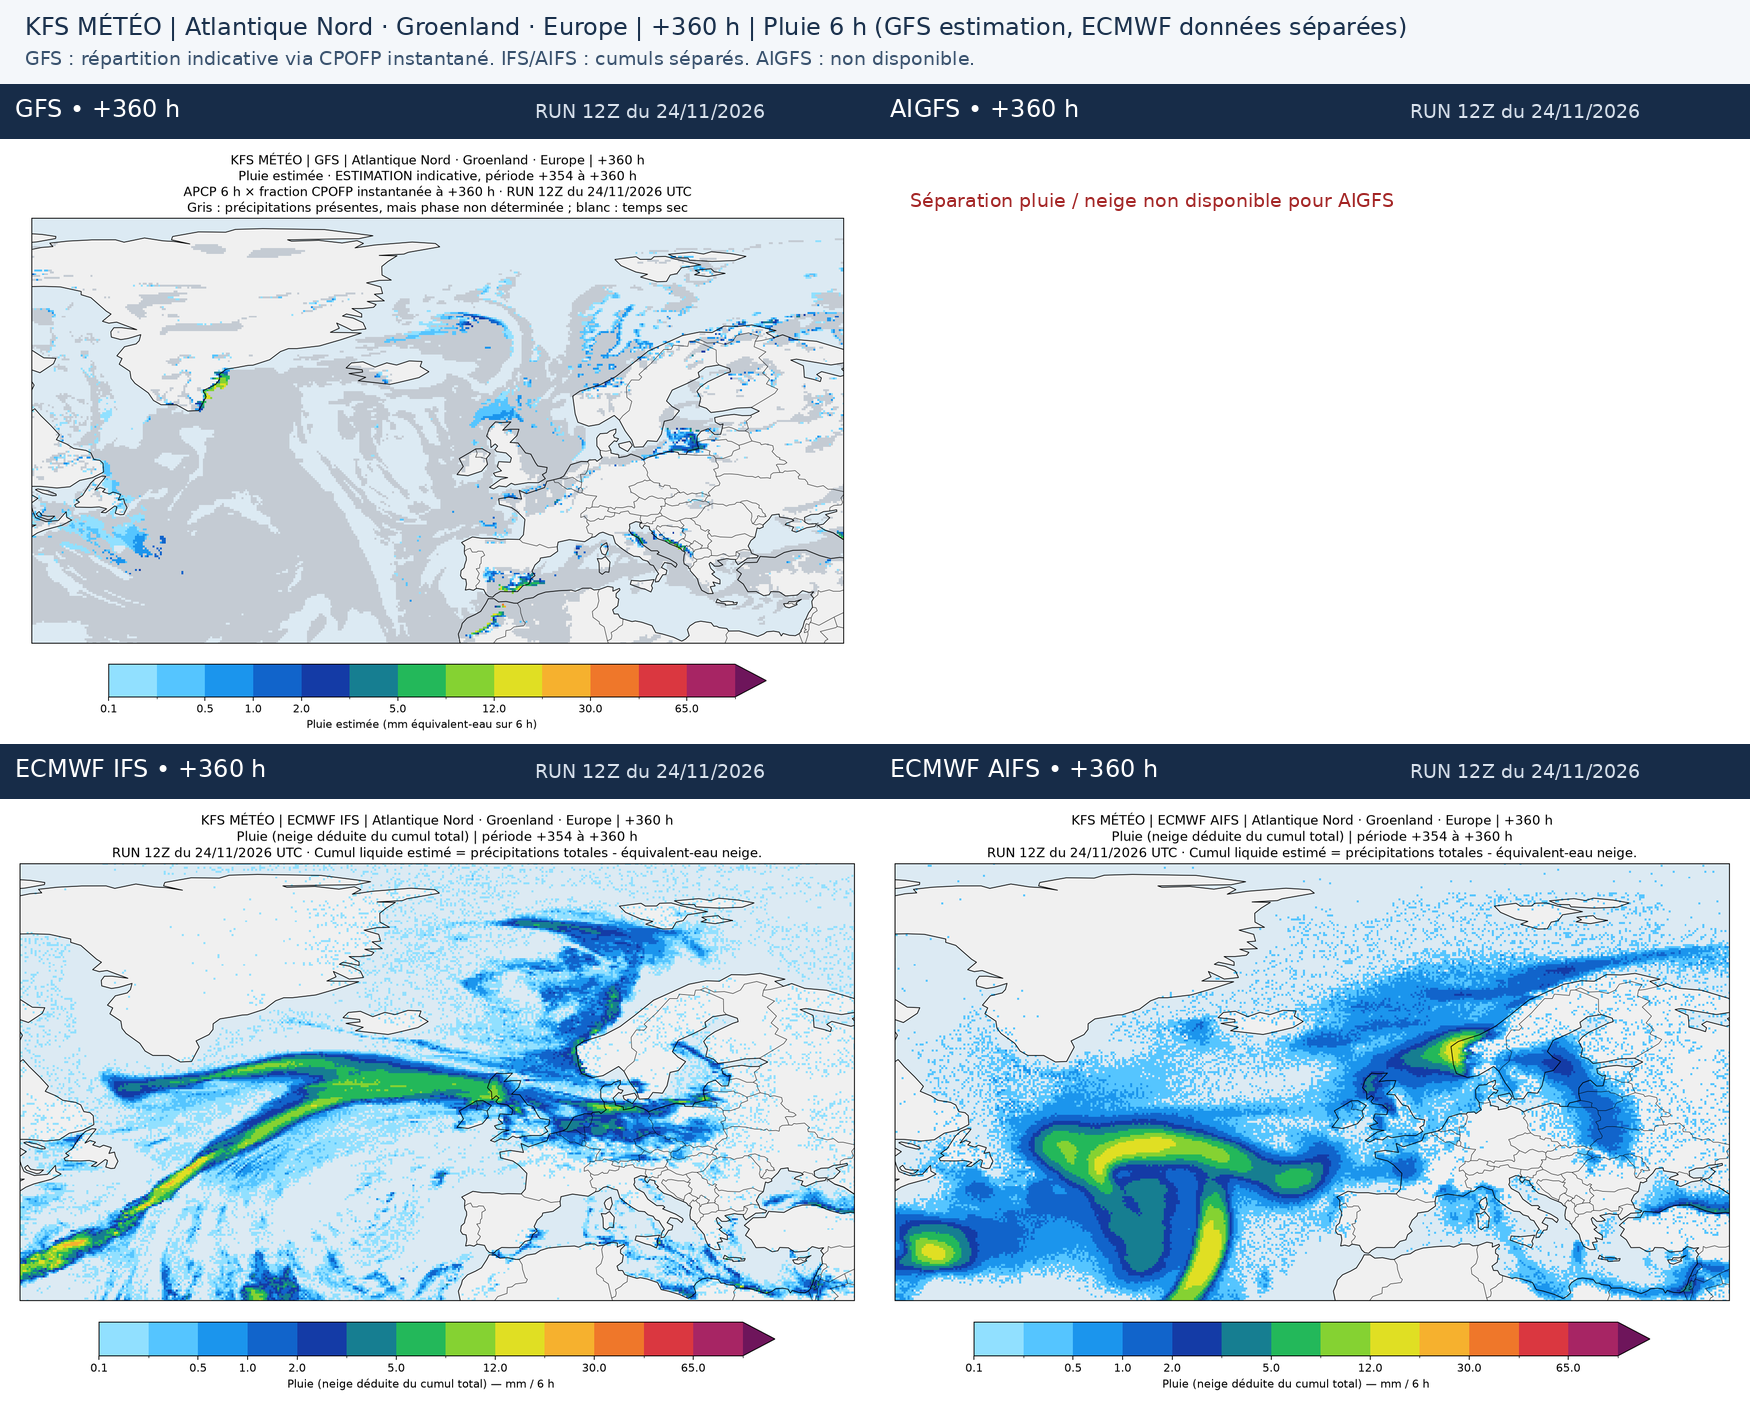 KFS MÉTÉO | Atlantique Nord · Groenland · Europe | +360 h | Pluie 6 h (GFS estimation, ECMWF données séparées)
GFS : répartition indicative via CPOFP instantané. IFS/AIFS : cumuls séparés. AIGFS : non disponible.
GFS • +360 h
RUN 12Z du 24/11/2026
AIGFS • +360 h
RUN 12Z du 24/11/2026
KFS MÉTÉO | GFS | Atlantique Nord · Groenland · Europe | +360 h
Pluie estimée · ESTIMATION indicative, période +354 à +360 h
APCP 6 h × fraction CPOFP instantanée à +360 h · RUN 12Z du 24/11/2026 UTC
Gris : précipitations présentes, mais phase non déterminée ; blanc : temps sec
Séparation pluie / neige non disponible pour AIGFS
0.1 0.5 1.0 2.0 5.0 12.0 30.0 65.0
Pluie estimée (mm équivalent-eau sur 6 h)
ECMWF IFS • +360 h
RUN 12Z du 24/11/2026
ECMWF AIFS • +360 h
RUN 12Z du 24/11/2026
KFS MÉTÉO | ECMWF IFS | Atlantique Nord · Groenland · Europe | +360 h
Pluie (neige déduite du cumul total) | période +354 à +360 h
RUN 12Z du 24/11/2026 UTC · Cumul liquide estimé = précipitations totales - équivalent-eau neige.
KFS MÉTÉO | ECMWF AIFS | Atlantique Nord · Groenland · Europe | +360 h
Pluie (neige déduite du cumul total) | période +354 à +360 h
RUN 12Z du 24/11/2026 UTC · Cumul liquide estimé = précipitations totales - équivalent-eau neige.
0.1 0.5 1.0 2.0 5.0 12.0 30.0 65.0
Pluie (neige déduite du cumul total) — mm / 6 h
0.1 0.5 1.0 2.0 5.0 12.0 30.0 65.0
Pluie (neige déduite du cumul total) — mm / 6 h